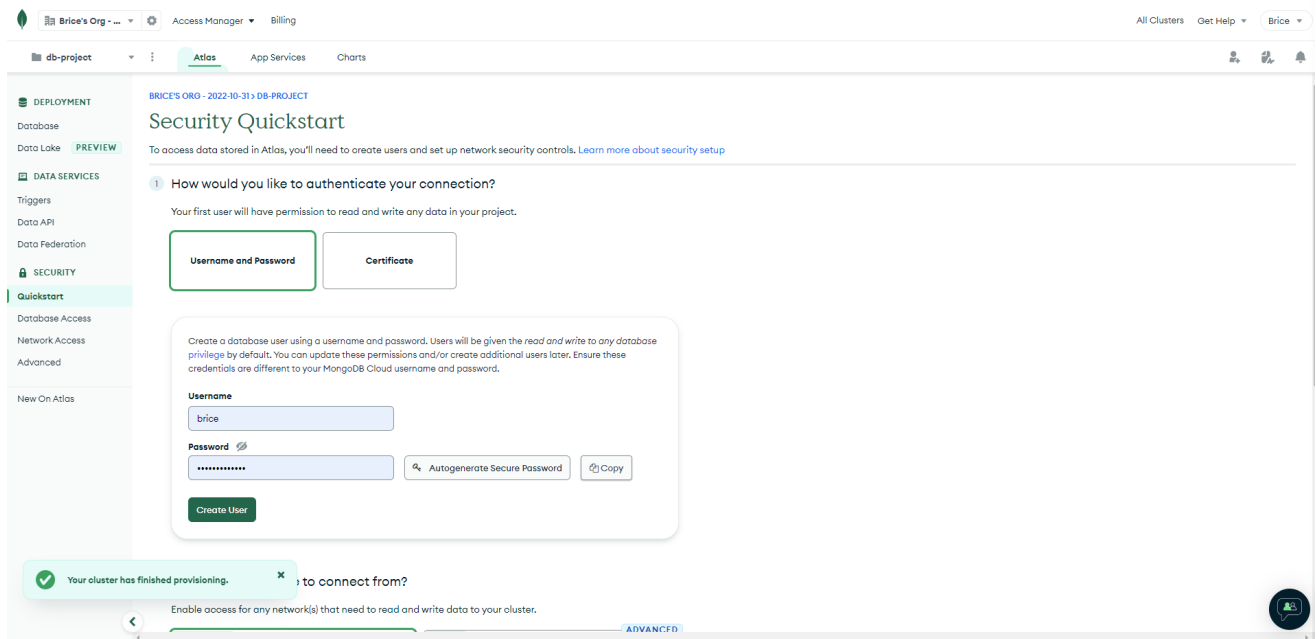 Brice's Org - ...
Access Manager
Billing
All Clusters
Get Help
Brice
db-project
Atlas
App Services
Charts
DEPLOYMENT
Database
Data Lake PREVIEW
DATA SERVICES
Triggers
Data API
Data Federation
SECURITY
Quickstart
Database Access
Network Access
Advanced
New On Atlas
BRICE'S ORG - 2022-10-31 > DB-PROJECT
Security Quickstart
To access data stored in Atlas, you'll need to create users and set up network security controls. Learn more about security setup
1 How would you like to authenticate your connection?
Your first user will have permission to read and write any data in your project.
Username and Password
Certificate
Create a database user using a username and password. Users will be given the read and write to any database
privilege by default. You can update these permissions and/or create additional users later. Ensure these
credentials are different to your MongoDB Cloud username and password.
Username
brice
Password
•••••••••••••
Autogenerate Secure Password
Copy
Create User
Your cluster has finished provisioning.
e to connect from?
Enable access for any network(s) that need to read and write data to your cluster.
ADVANCED